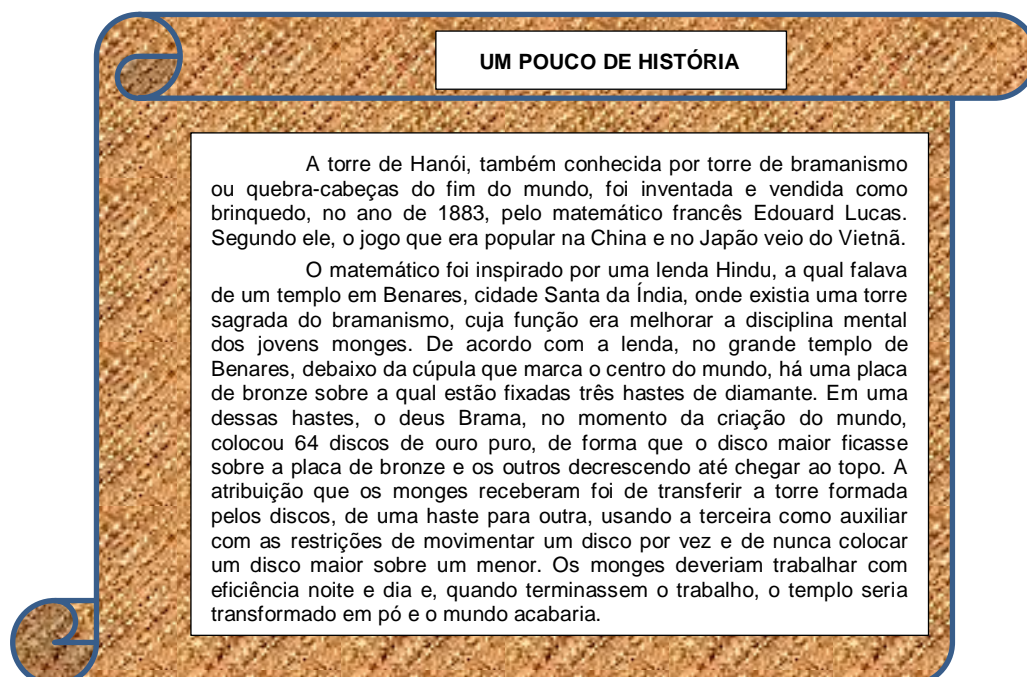 UM POUCO DE HISTÓRIA
A torre de Hanói, também conhecida por torre de bramanismo
ou quebra-cabeças do fim do mundo, foi inventada e vendida como
brinquedo, no ano de 1883, pelo matemático francês Edouard Lucas.
Segundo ele, o jogo que era popular na China e no Japão veio do Vietnã.
O matemático foi inspirado por uma lenda Hindu, a qual falava
de um templo em Benares, cidade Santa da Índia, onde existia uma torre
sagrada do bramanismo, cuja função era melhorar a disciplina mental
dos jovens monges. De acordo com a lenda, no grande templo de
Benares, debaixo da cúpula que marca o centro do mundo, há uma placa
de bronze sobre a qual estão fixadas três hastes de diamante. Em uma
dessas hastes, o deus Brama, no momento da criação do mundo,
colocou 64 discos de ouro puro, de forma que o disco maior ficasse
sobre a placa de bronze e os outros decrescendo até chegar ao topo. A
atribuição que os monges receberam foi de transferir a torre formada
pelos discos, de uma haste para outra, usando a terceira como auxiliar
com as restrições de movimentar um disco por vez e de nunca colocar
um disco maior sobre um menor. Os monges deveriam trabalhar com
eficiência noite e dia e, quando terminassem o trabalho, o templo seria
transformado em pó e o mundo acabaria.